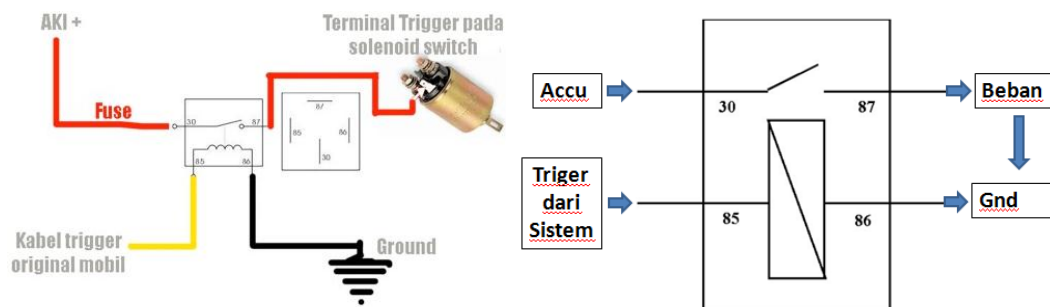 AKI +
Terminal Trigger pada
solenoid switch
Fuse
30
87
85
86
87
85
86
30
Kabel trigger
original mobil
Ground
Accu
30
87
Beban
Triger
dari
Sistem
85
86
Gnd